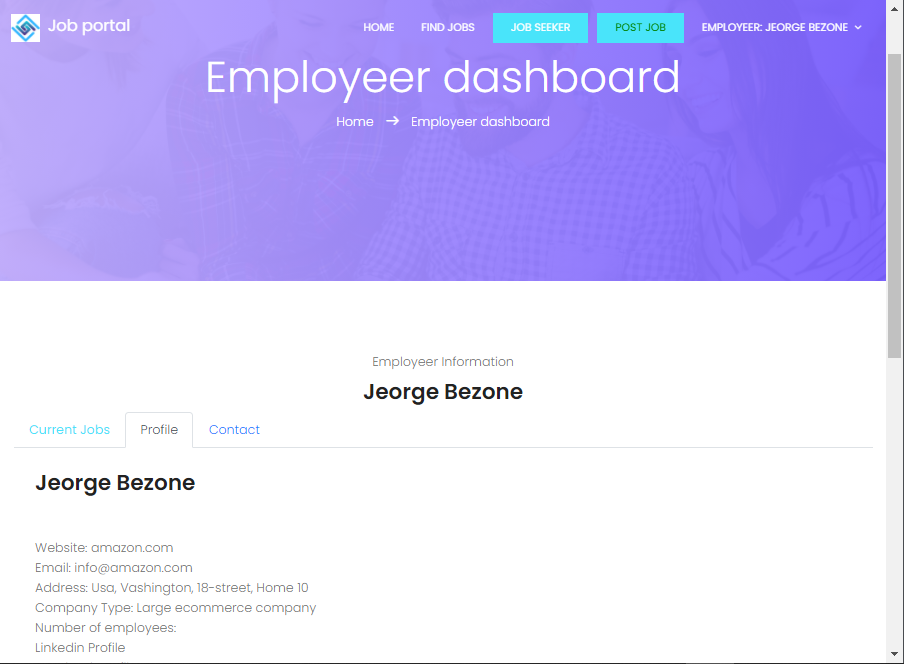 Job portal
HOME FIND JOBS JOB SEEKER POST JOB EMPLOYEER: JEORGE BEZONE
Employeer dashboard
Home → Employeer dashboard
Employeer Information
Jeorge Bezone
Current Jobs Profile Contact
Jeorge Bezone
Website: amazon.com
Email: info@amazon.com
Address: Usa, Vashington, 18-street, Home 10
Company Type: Large ecommerce company
Number of employees:
Linkedin Profile